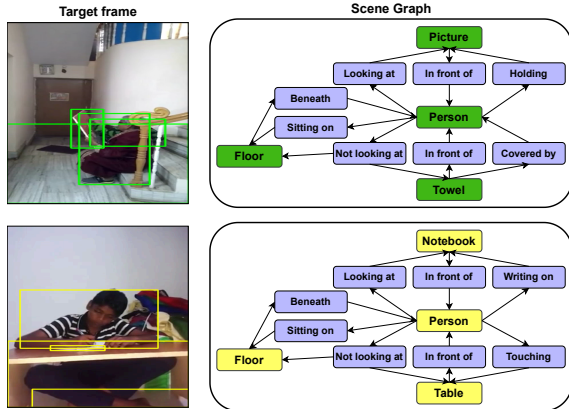 Target frame
Scene Graph
Picture
Looking at
In front of
Holding
Beneath
Person
Sitting on
Floor
Not looking at
In front of
Covered by
Towel
Notebook
Looking at
In front of
Writing on
Beneath
Person
Sitting on
Floor
Not looking at
In front of
Touching
Table